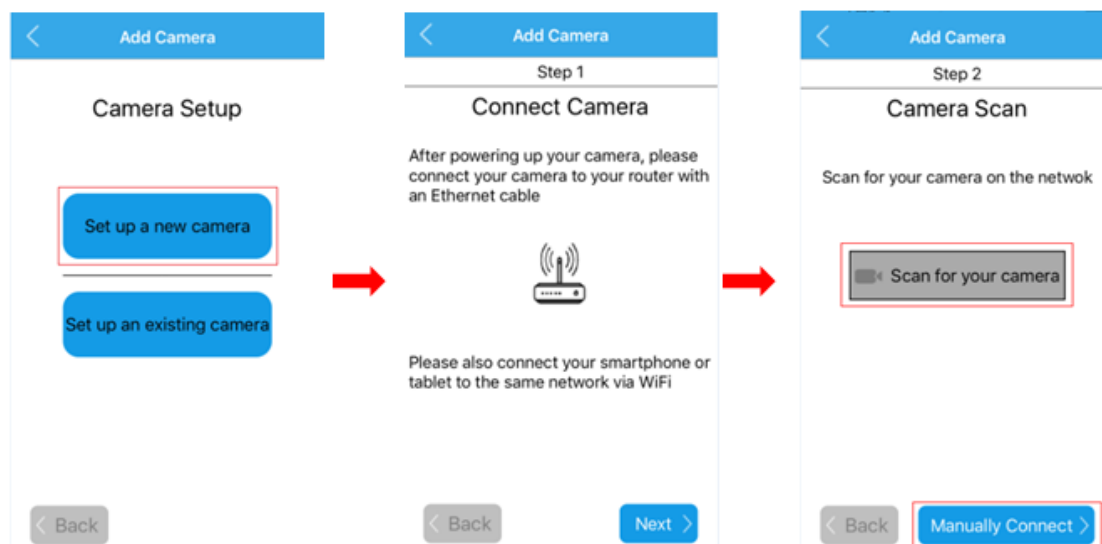 Add Camera
Camera Setup
Set up a new camera
Set up an existing camera
Back
Add Camera
Step 1
Connect Camera
After powering up your camera, please
connect your camera to your router with
an Ethernet cable
Please also connect your smartphone or
tablet to the same network via WiFi
Back
Next
Add Camera
Step 2
Camera Scan
Scan for your camera on the netwok
Scan for your camera
Back
Manually Connect